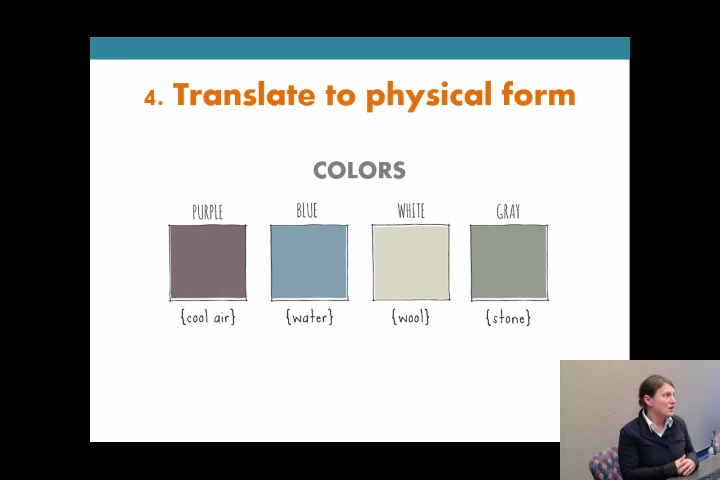 4. Translate to physical form
COLORS
PURPLE BLUE WHITE GRAY
{cool air} {water} {wool} {stone}